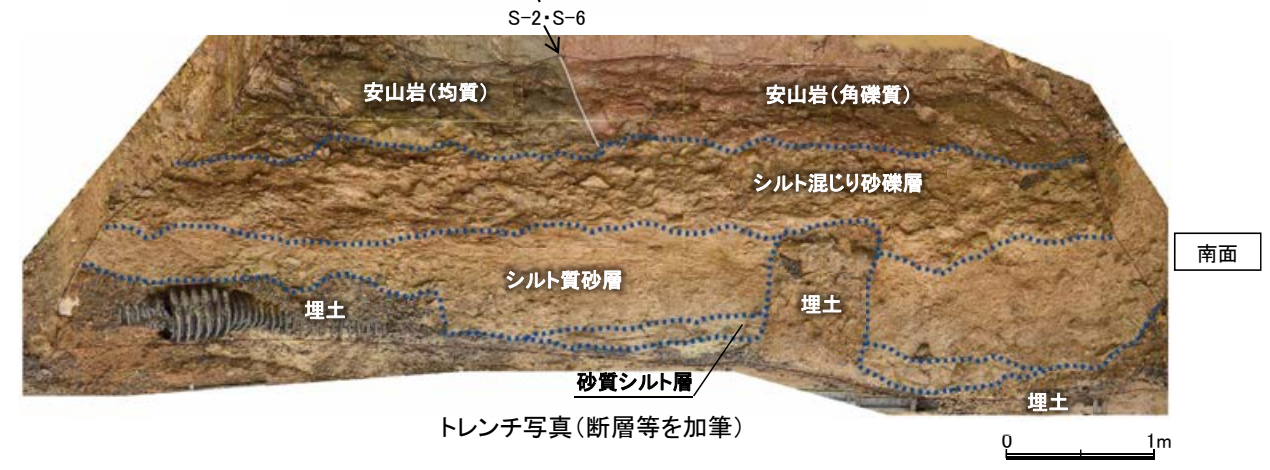 S-2・S-6
安山岩(均質)
安山岩(角礫質)
シルト混じり砂礫層
南面
シルト質砂層
埋土
埋土
砂質シルト層
埋土
トレンチ写真(断層等を加筆)
0 1m